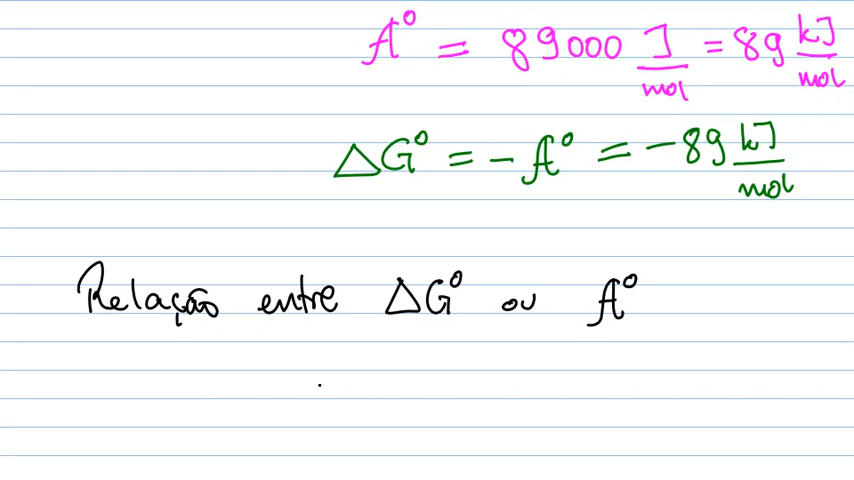 A° = 89000 J/mol = 89 kJ/mol
ΔG° = -A° = -89 kJ/mol
Relação entre ΔG° ou A°